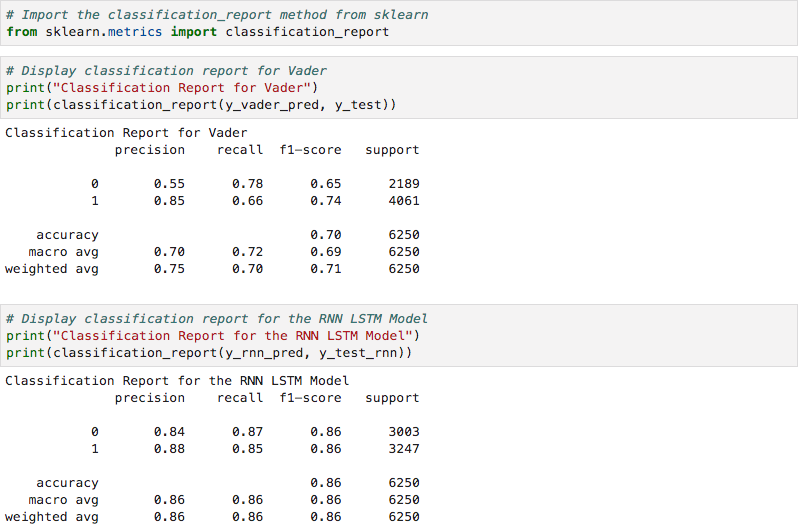 # Import the classification_report method from sklearn
from sklearn.metrics import classification_report
# Display classification report for Vader
print("Classification Report for Vader")
print(classification_report(y_vader_pred, y_test))
Classification Report for Vader
              precision    recall  f1-score   support

           0       0.55      0.78      0.65      2189
           1       0.85      0.66      0.74      4061

    accuracy                           0.70      6250
   macro avg       0.70      0.72      0.69      6250
weighted avg       0.75      0.70      0.71      6250

# Display classification report for the RNN LSTM Model
print("Classification Report for the RNN LSTM Model")
print(classification_report(y_rnn_pred, y_test_rnn))
Classification Report for the RNN LSTM Model
              precision    recall  f1-score   support

           0       0.84      0.87      0.86      3003
           1       0.88      0.85      0.86      3247

    accuracy                           0.86      6250
   macro avg       0.86      0.86      0.86      6250
weighted avg       0.86      0.86      0.86      6250